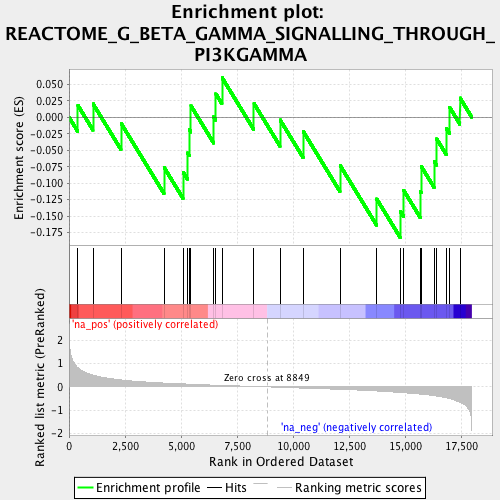 Enrichment plot:
REACTOME_G_BETA_GAMMA_SIGNALLING_THROUGH_
PI3KGAMMA
Enrichment score (ES)
0.050
0.025
0.000
-0.025
-0.050
-0.075
-0.100
-0.125
-0.150
-0.175
'na_pos' (positively correlated)
Ranked list metric (PreRanked)
2
1
0
-1
-2
Zero cross at 8849
'na_neg' (negatively correlated)
0 2,500 5,000 7,500 10,000 12,500 15,000 17,500
Rank in Ordered Dataset
Enrichment profile Hits Ranking metric scores